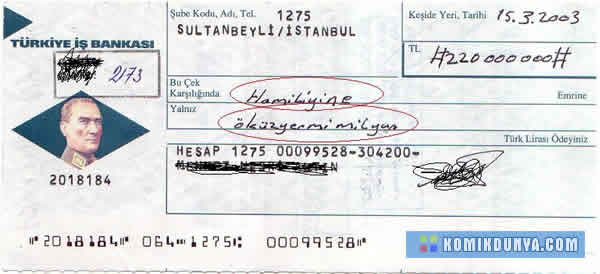 Şube Kodu, Adı, Tel. 1275
SULTANBEYLİ/İSTANBUL
Keşide Yeri, Tarihi 15.3.2003
TÜRKİYE İŞ BANKASI
TL #220000000#
2173
Bu Çek
Karşılığında Hamiliyine Emrine
Yalnız öküzyermimilyan
Türk Lirası Ödeyiniz
HESAP 1275 00099528-304200-
2018184
2018184 064 1275 00099528
KOMIKDUNYA.COM